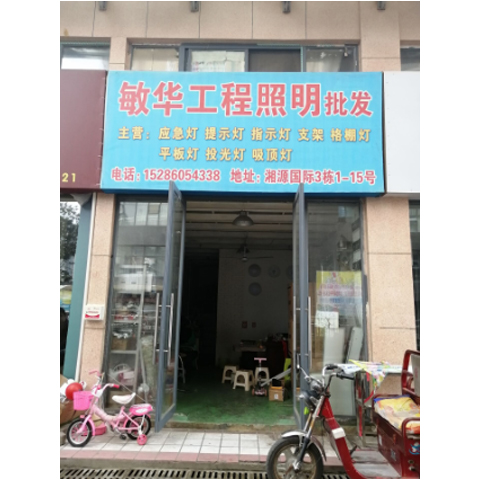 敏华工程照明批发
主营：应急灯 提示灯 指示灯 支架 格栅灯
平板灯 投光灯 吸顶灯
电话：15286054338 地址：湘源国际3栋1-15号
21